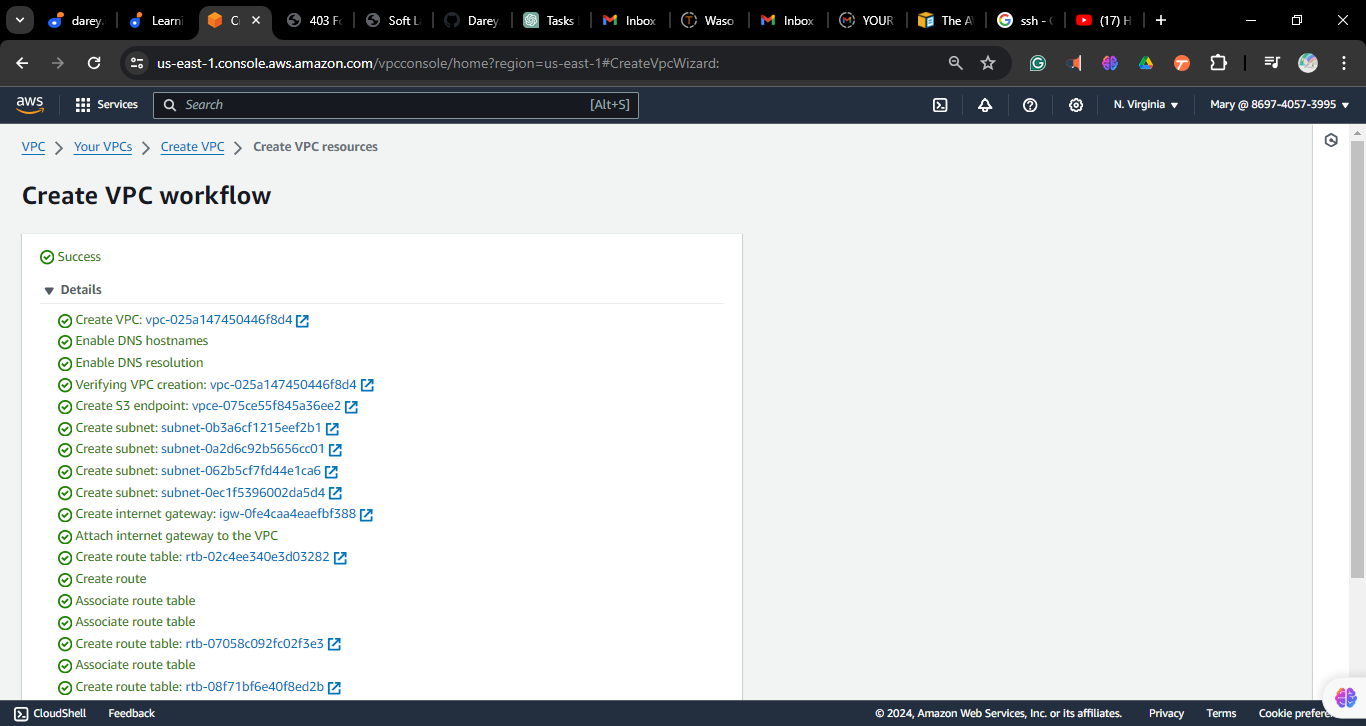 darey.
Learni
C
403 Fo
Soft L
Darey
Tasks
Inbox
Waso
Inbox
YOUR
The A
ssh -
(17) H
us-east-1.console.aws.amazon.com/vpcconsole/home?region=us-east-1#CreateVpcWizard:
aws
Services
Search
[Alt+S]
N. Virginia
Mary @ 8697-4057-3995
VPC
Your VPCs
Create VPC
Create VPC resources
Create VPC workflow
Success
Details
Create VPC: vpc-025a147450446f8d4
Enable DNS hostnames
Enable DNS resolution
Verifying VPC creation: vpc-025a147450446f8d4
Create S3 endpoint: vpce-075ce55f845a36ee2
Create subnet: subnet-0b3a6cf1215eef2b1
Create subnet: subnet-0a2d6c92b5656cc01
Create subnet: subnet-062b5cf7fd44e1ca6
Create subnet: subnet-0ec1f5396002da5d4
Create internet gateway: igw-0fe4caa4eaefbf388
Attach internet gateway to the VPC
Create route table: rtb-02c4ee340e3d03282
Create route
Associate route table
Associate route table
Create route table: rtb-07058c092fc02f3e3
Associate route table
Create route table: rtb-08f71bf6e40f8ed2b
CloudShell
Feedback
© 2024, Amazon Web Services, Inc. or its affiliates.
Privacy
Terms
Cookie prefere